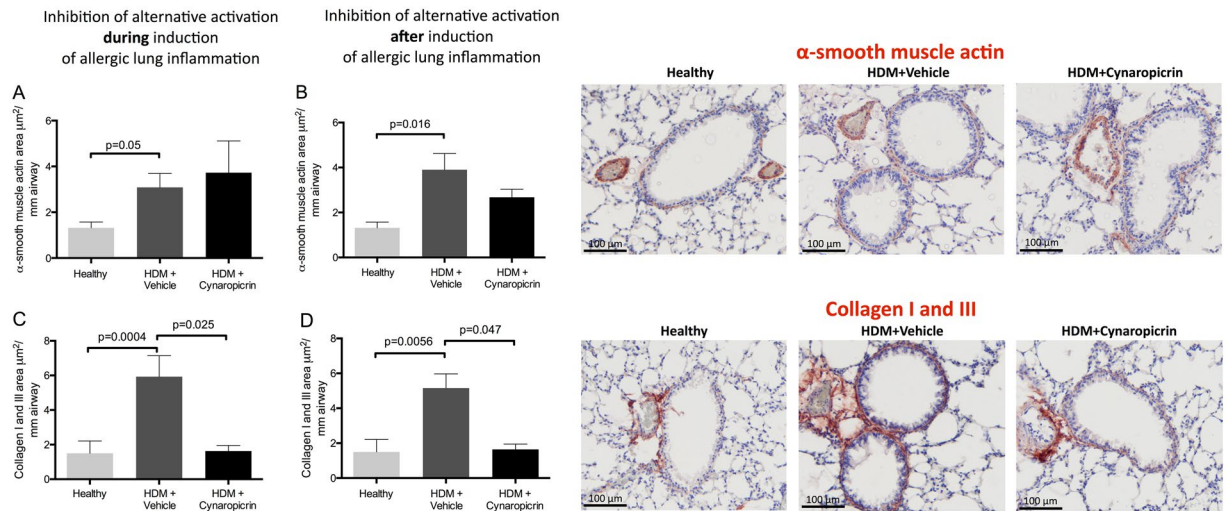 Inhibition of alternative activation
during induction
of allergic lung inflammation
Inhibition of alternative activation
after induction
of allergic lung inflammation
A
α-smooth muscle actin area μm²/
mm airway
6
4
2
0
p=0.05
Healthy
HDM +
Vehicle
HDM +
Cynaropicrin
B
α-smooth muscle actin area μm²/
mm airway
6
4
2
0
p=0.016
Healthy
HDM +
Vehicle
HDM +
Cynaropicrin
α-smooth muscle actin
Healthy
HDM+Vehicle
HDM+Cynaropicrin
100 μm
100 μm
100 μm
C
Collagen I and III area μm²/
mm airway
8
6
4
2
0
p=0.0004
p=0.025
Healthy
HDM +
Vehicle
HDM +
Cynaropicrin
D
Collagen I and III area μm²/
mm airway
8
6
4
2
0
p=0.0056
p=0.047
Healthy
HDM +
Vehicle
HDM +
Cynaropicrin
Collagen I and III
Healthy
HDM+Vehicle
HDM+Cynaropicrin
100 μm
100 μm
100 μm